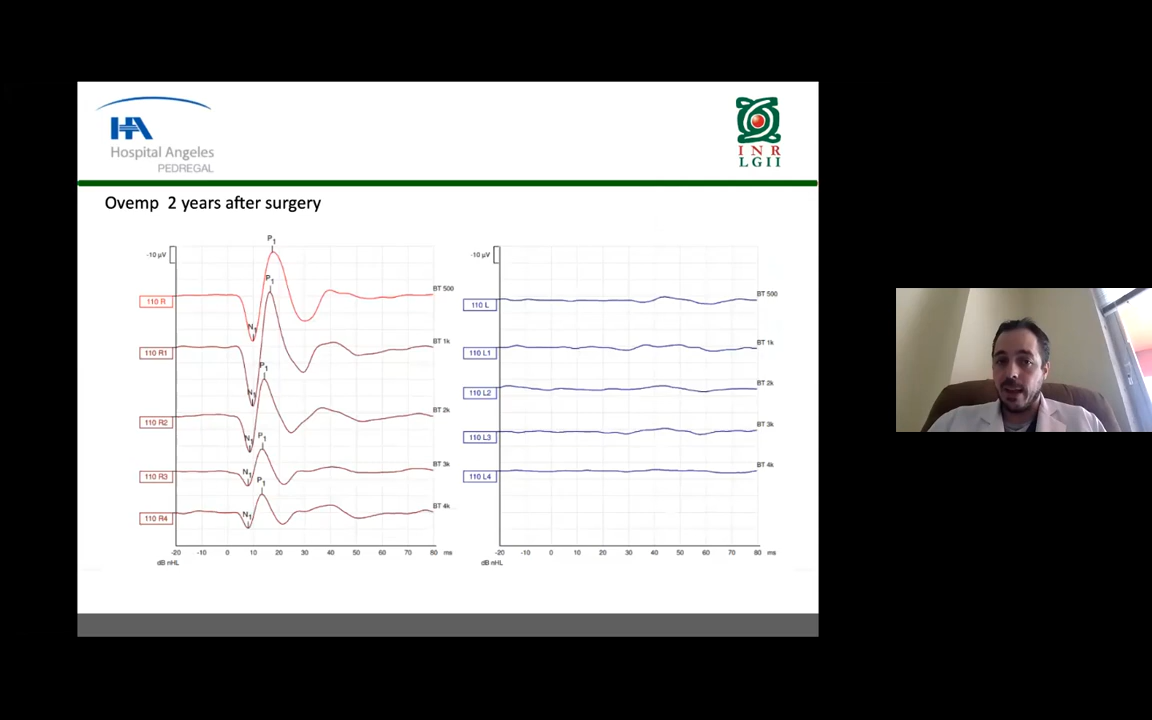 HA
Hospital Angeles
PEDREGAL
INR
LGII
Ovemp 2 years after surgery
P1
-10 µV
P1
BT 500
110 R
N1
BT 1k
110 R1
P1
N1
BT 2k
110 R2
P1
N1
BT 3k
110 R3
N1
P1
BT 4k
110 R4
N1
-20 -10 0 10 20 30 40 50 60 70 80 ms
dB nHL
-10 µV
BT 500
110 L
BT 1k
110 L1
BT 2k
110 L2
BT 3k
110 L3
BT 4k
110 L4
-20 -10 0 10 20 30 40 50 60 70 80 ms
dB nHL